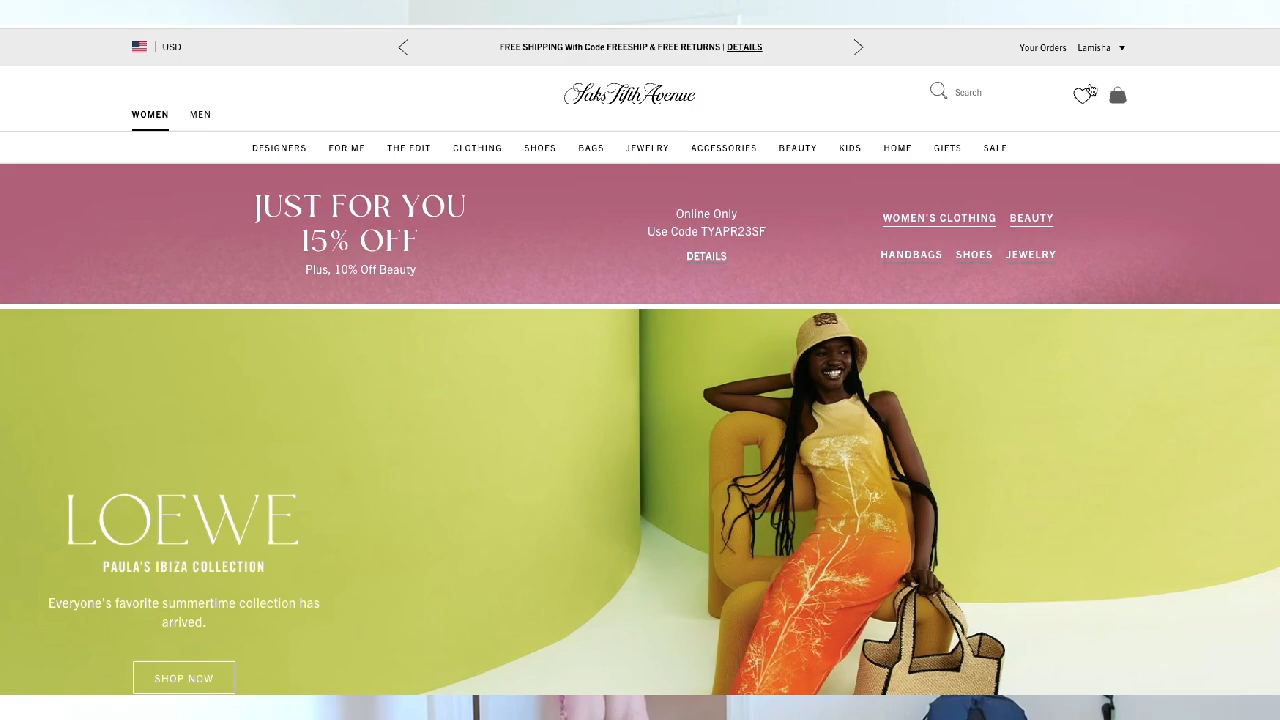 USD
FREE SHIPPING With Code FREESHIP & FREE RETURNS | DETAILS
Your Orders Lamisha
Saks Fifth Avenue
Search
WOMEN MEN
DESIGNERS FOR ME THE EDIT CLOTHING SHOES BAGS JEWELRY ACCESSORIES BEAUTY KIDS HOME GIFTS SALE
JUST FOR YOU
15% OFF
Plus, 10% Off Beauty
Online Only
Use Code TYAPR23SF
DETAILS
WOMEN'S CLOTHING BEAUTY
HANDBAGS SHOES JEWELRY
LOEWE
PAULA'S IBIZA COLLECTION
Everyone's favorite summertime collection has
arrived.
SHOP NOW